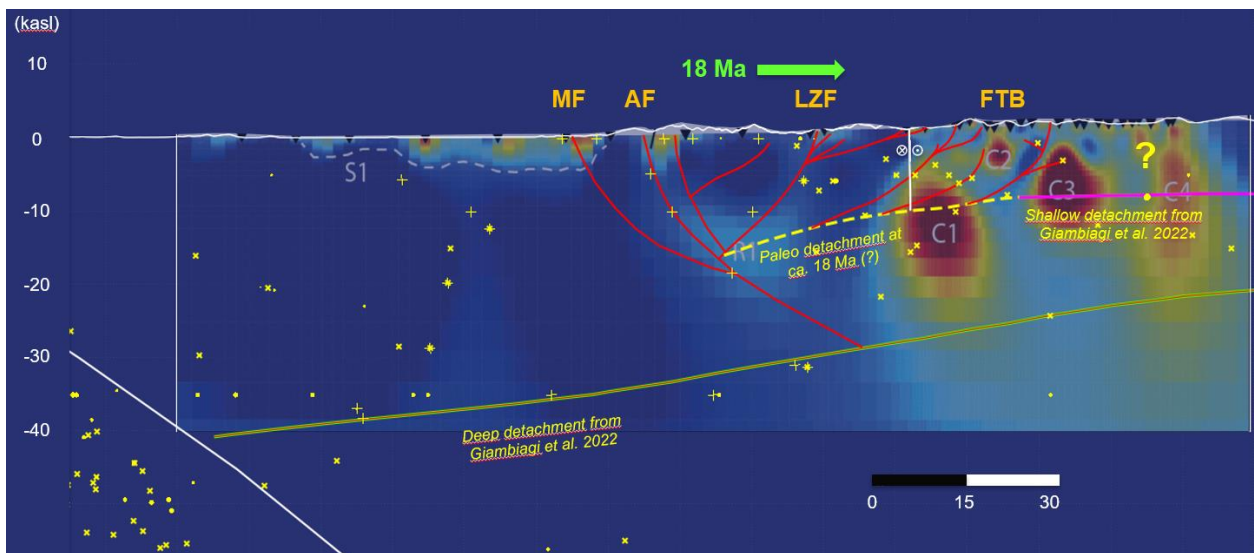 (kasl)
10
0
-10
-20
-30
-40
18 Ma
MF
AF
LZF
FTB
S1
R1
C1
C2
C3
C4
?
Paleo detachment at
ca. 18 Ma (?)
Shallow detachment from
Giambiagi et al. 2022
Deep detachment from
Giambiagi et al. 2022
0 15 30